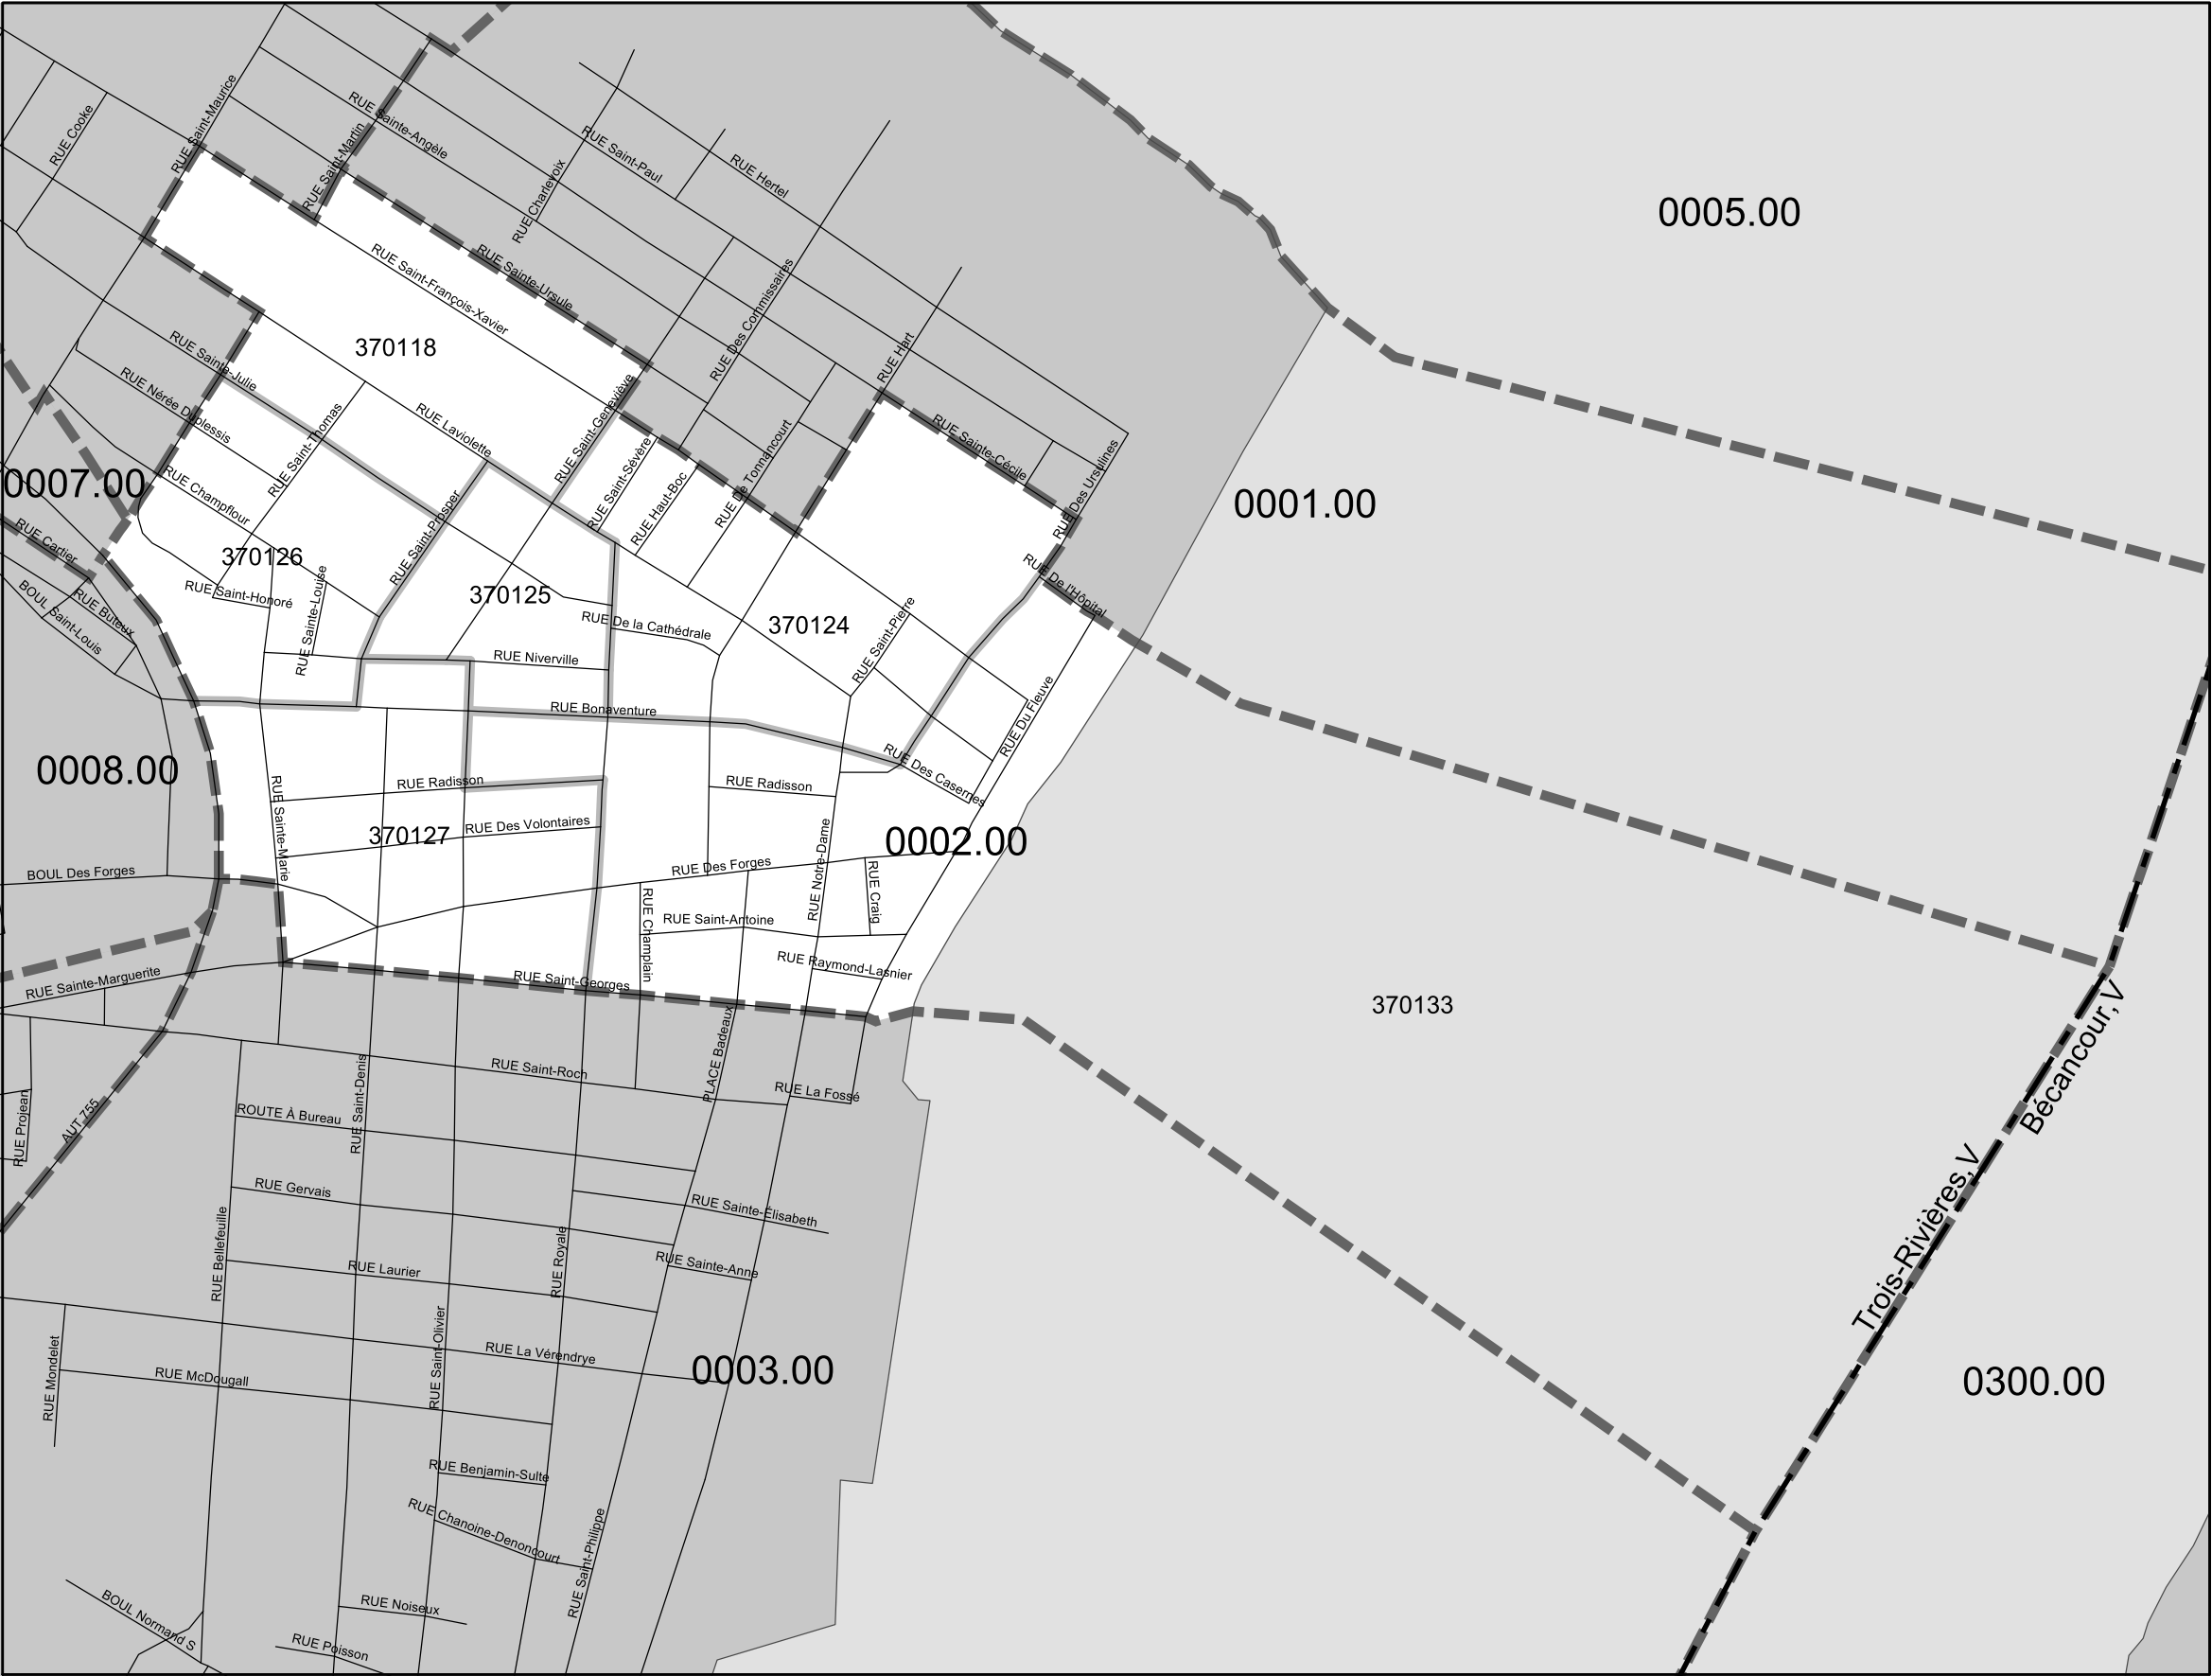 RUE Cooke
RUE Saint-Maurice
RUE Saint-Martin
RUE Sainte-Angèle
RUE Charlevoix
RUE Saint-Paul
RUE Hertel
0005.00
RUE Saint-François-Xavier
RUE Sainte-Ursule
RUE Des Commissaires
RUE Hart
370118
RUE Sainte-Julie
RUE Nérée Duplessis
RUE Saint-Thomas
RUE Laviolette
RUE Saint-Geneviève
RUE Saint-Sévère
RUE Haut-Boc
RUE De Tonnancourt
RUE Sainte-Cécile
RUE Des Ursulines
0007.00
RUE Champflour
RUE Saint-Prosper
0001.00
RUE Cartier
370126
RUE De l'Hôpital
BOUL Saint-Louis
RUE Buteux
RUE Saint-Honoré
RUE Sainte-Louise
370125
RUE De la Cathédrale
370124
RUE Saint-Pierre
RUE Niverville
RUE Bonaventure
RUE Du Fleuve
0008.00
RUE Sainte-Marie
RUE Radisson
RUE Radisson
RUE Des Casernes
370127
RUE Des Volontaires
RUE Notre-Dame
0002.00
BOUL Des Forges
RUE Des Forges
RUE Craig
RUE Champlain
RUE Saint-Antoine
RUE Sainte-Marguerite
RUE Saint-Georges
RUE Raymond-Lasnier
370133
Bécancour,V
Trois-Rivières,V
RUE Projean
AUT 755
RUE Saint-Denis
RUE Saint-Roch
PLACE Badeaux
RUE La Fossé
ROUTE À Bureau
RUE Gervais
RUE Sainte-Élisabeth
RUE Bellefeuille
RUE Laurier
RUE Royale
RUE Sainte-Anne
RUE Mondelet
RUE McDougall
RUE Saint-Olivier
RUE La Vérendrye
0003.00
0300.00
RUE Benjamin-Sulte
RUE Chanoine-Denoncourt
RUE Saint-Philippe
BOUL Normand S
RUE Noiseux
RUE Poisson